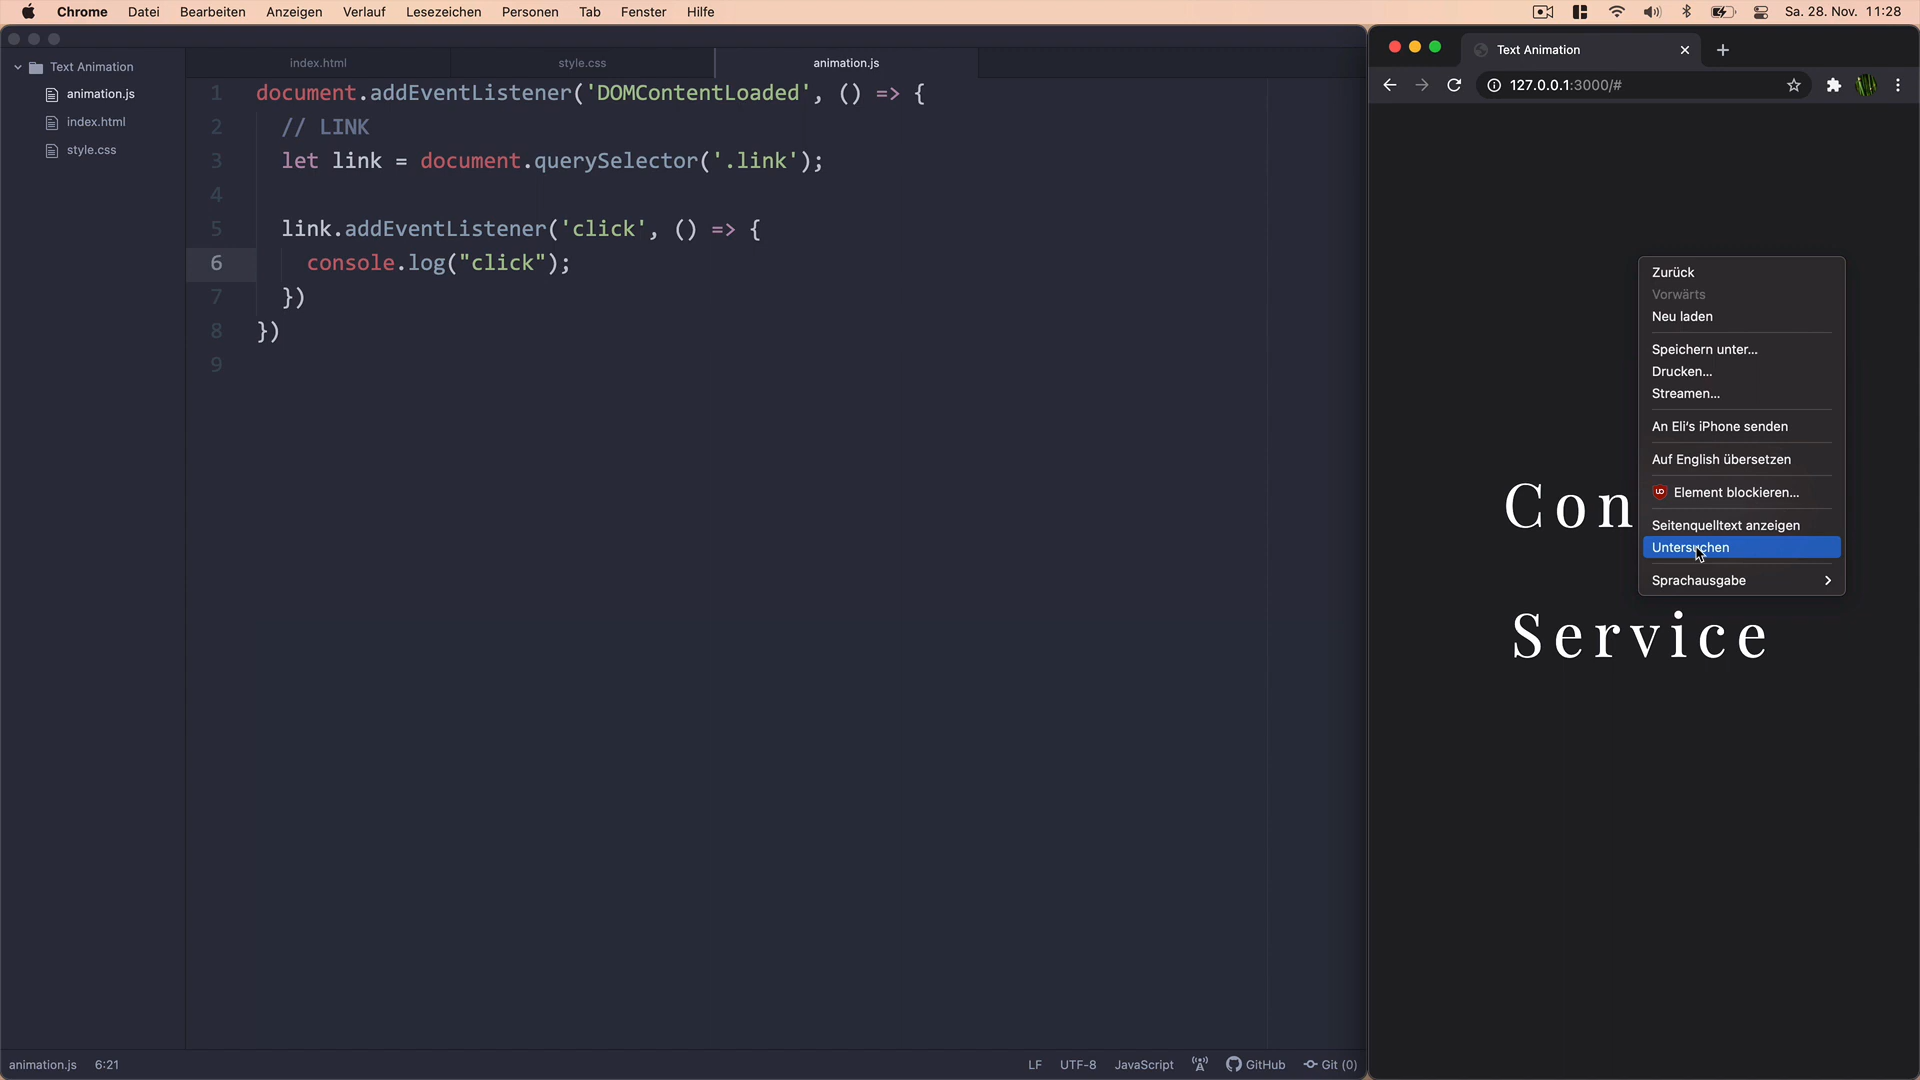 Chrome Datei Bearbeiten Anzeigen Verlauf Lesezeichen Personen Tab Fenster Hilfe Sa. 28. Nov. 11:28
Text Animation
animation.js
index.html
style.css
index.html style.css animation.js
1 document.addEventListener('DOMContentLoaded', () => {
2 // LINK
3 let link = document.querySelector('.link');
4
5 link.addEventListener('click', () => {
6 console.log("click");
7 })
8 })
9
animation.js 6:21 LF UTF-8 JavaScript GitHub Git (0)
Text Animation
127.0.0.1:3000/#
Con
Service
Zurück
Vorwärts
Neu laden
Speichern unter...
Drucken...
Streamen...
An Eli's iPhone senden
Auf English übersetzen
Element blockieren...
Seitenquelltext anzeigen
Untersuchen
Sprachausgabe